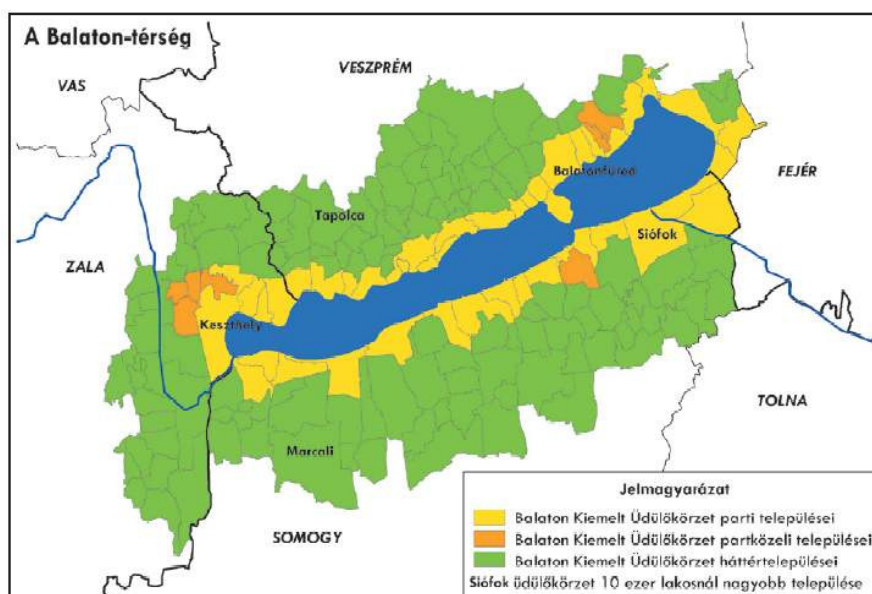 A Balaton-térség
VAS
VESZPRÉM
FEJÉR
Balatonfüred
Tapolca
Siófok
ZALA
Keszthely
TOLNA
Marcali
SOMOGY
Jelmagyarázat
Balaton Kiemelt Üdülőkörzet parti települései
Balaton Kiemelt Üdülőkörzet partközeli települései
Balaton Kiemelt Üdülőkörzet háttértelepülései
Siófok üdülőkörzet 10 ezer lakosnál nagyobb települése